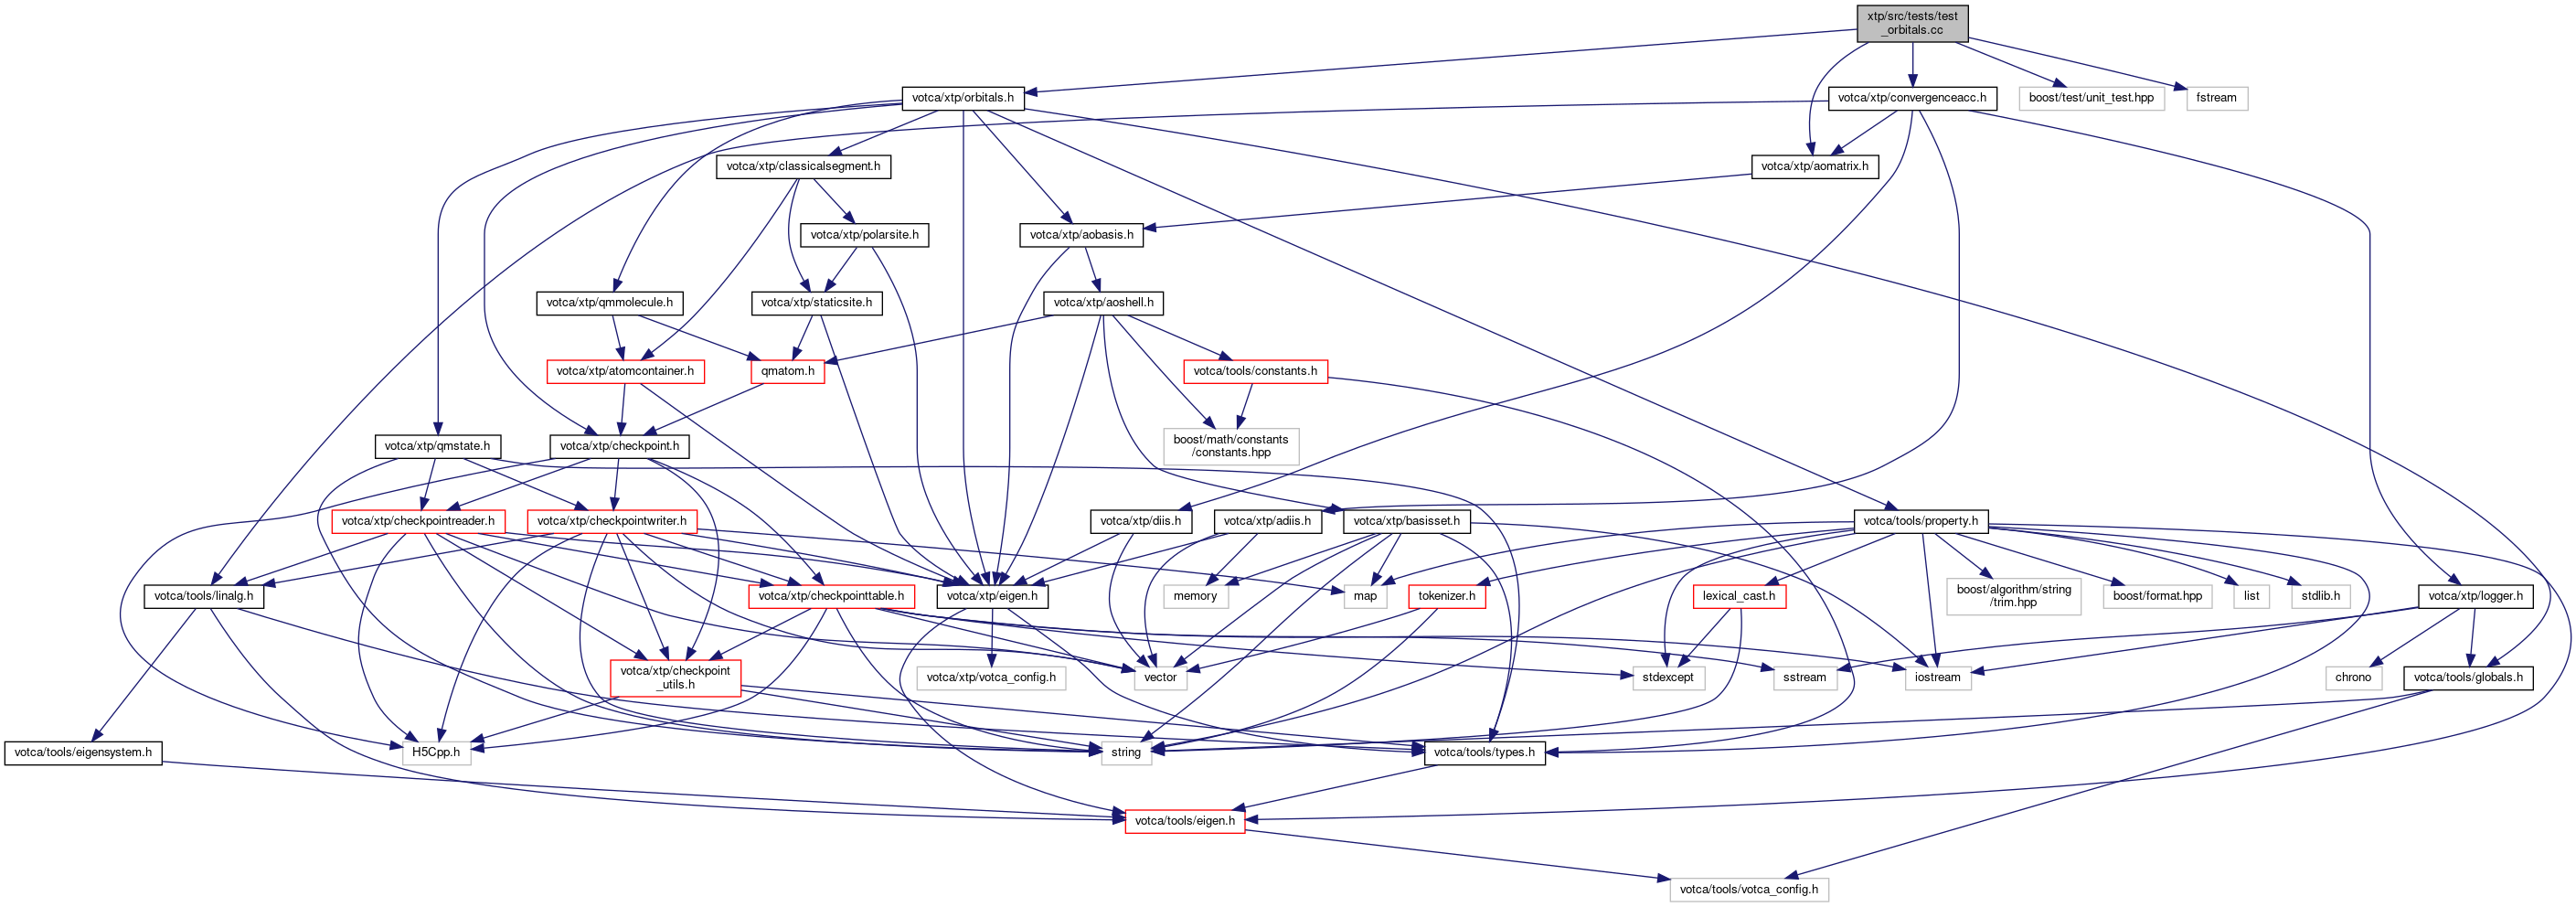 xtp/src/tests/test
_orbitals.cc
votca/xtp/orbitals.h
votca/xtp/convergenceacc.h
boost/test/unit_test.hpp
fstream
votca/xtp/classicalsegment.h
votca/xtp/aomatrix.h
votca/xtp/polarsite.h
votca/xtp/aobasis.h
votca/xtp/qmmolecule.h
votca/xtp/staticsite.h
votca/xtp/aoshell.h
votca/xtp/atomcontainer.h
qmatom.h
votca/tools/constants.h
votca/xtp/qmstate.h
votca/xtp/checkpoint.h
boost/math/constants
/constants.hpp
votca/xtp/checkpointreader.h
votca/xtp/checkpointwriter.h
votca/xtp/diis.h
votca/xtp/adiis.h
votca/xtp/basisset.h
votca/tools/property.h
votca/tools/linalg.h
votca/xtp/checkpointtable.h
votca/xtp/eigen.h
memory
map
tokenizer.h
lexical_cast.h
boost/algorithm/string
/trim.hpp
boost/format.hpp
list
stdlib.h
votca/xtp/logger.h
votca/xtp/checkpoint
_utils.h
votca/xtp/votca_config.h
vector
stdexcept
sstream
iostream
chrono
votca/tools/globals.h
votca/tools/eigensystem.h
H5Cpp.h
string
votca/tools/types.h
votca/tools/eigen.h
votca/tools/votca_config.h